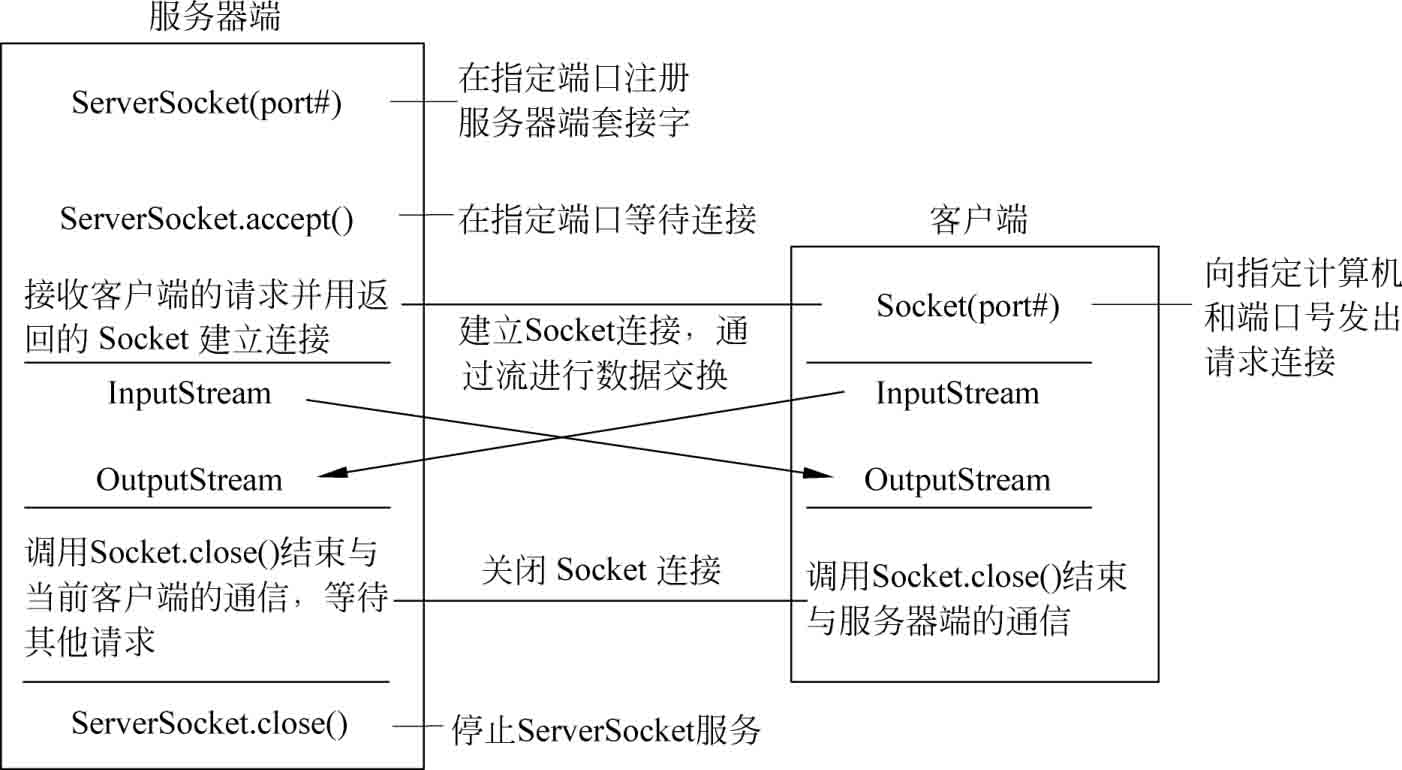 服务器端
ServerSocket(port#)
在指定端口注册
服务器端套接字
ServerSocket.accept()
在指定端口等待连接
接收客户端的请求并用返
回的 Socket 建立连接
建立Socket连接，通
过流进行数据交换
InputStream
OutputStream
调用Socket.close()结束与
当前客户端的通信，等待
其他请求
关闭 Socket 连接
ServerSocket.close()
停止ServerSocket服务
客户端
Socket(port#)
向指定计算机
和端口号发出
请求连接
InputStream
OutputStream
调用Socket.close()结束
与服务器端的通信